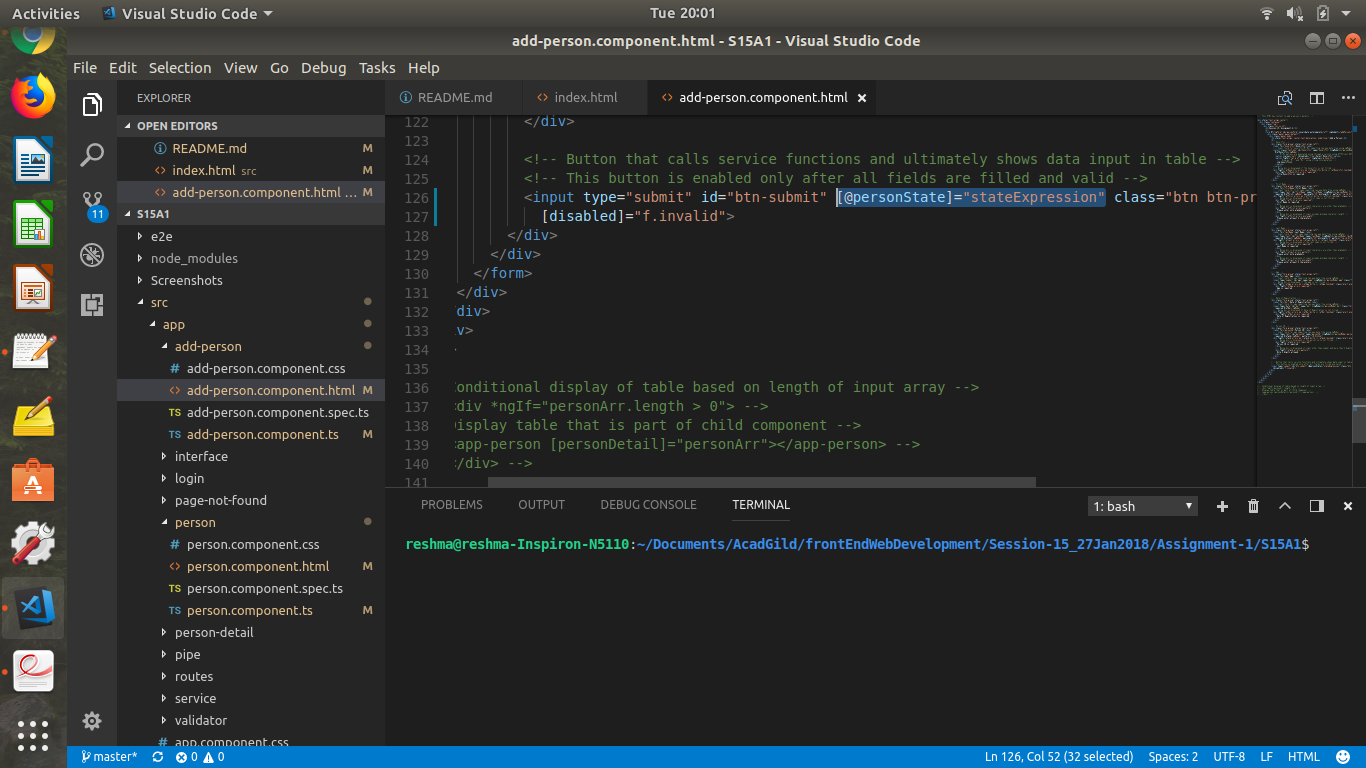 Activities Visual Studio Code Tue 20:01
add-person.component.html - S15A1 - Visual Studio Code
File Edit Selection View Go Debug Tasks Help
EXPLORER
OPEN EDITORS
README.md M
index.html src M
add-person.component.html ... M
S15A1
e2e
node_modules
Screenshots
src
app
add-person
# add-person.component.css
<> add-person.component.html M
TS add-person.component.spec.ts
TS add-person.component.ts M
interface
login
page-not-found
person
# person.component.css
<> person.component.html M
TS person.component.spec.ts
TS person.component.ts M
person-detail
pipe
routes
service
validator
app.component.css
11
README.md <> index.html <> add-person.component.html
122 </div>
123
124 <!-- Button that calls service functions and ultimately shows data input in table -->
125 <!-- This button is enabled only after all fields are filled and valid -->
126 <input type="submit" id="btn-submit" [@personState]="stateExpression" class="btn btn-pr
127 [disabled]="f.invalid">
128 </div>
129 </div>
130 </form>
131 </div>
132 div>
133 v>
134 >
135
136 onditional display of table based on length of input array -->
137 div *ngIf="personArr.length > 0"> -->
138 isplay table that is part of child component -->
139 app-person [personDetail]="personArr"></app-person> -->
140 /div> -->
141
PROBLEMS OUTPUT DEBUG CONSOLE TERMINAL 1: bash
reshma@reshma-Inspiron-N5110:~/Documents/AcadGild/frontEndWebDevelopment/Session-15_27Jan2018/Assignment-1/S15A1$
master* 0 0 Ln 126, Col 52 (32 selected) Spaces: 2 UTF-8 LF HTML